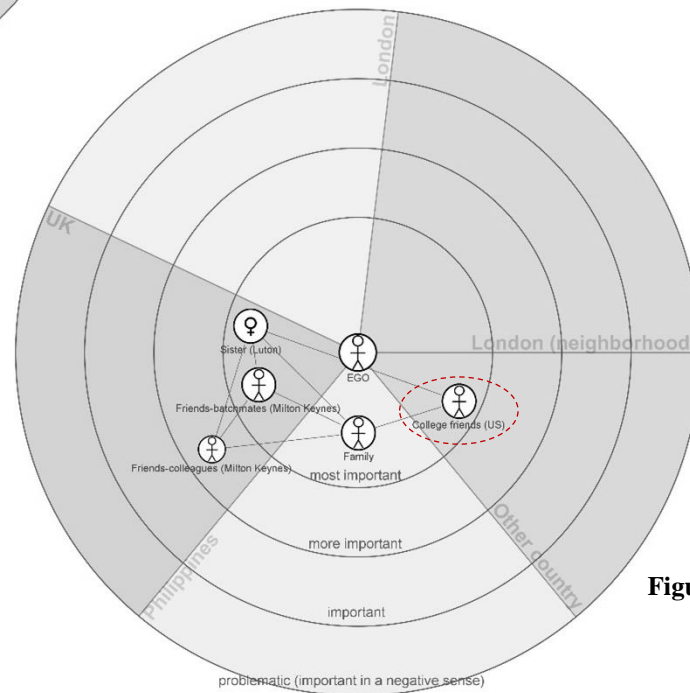 London
UK
London (neighborhood
Sister (Luton)
EGO
Friends-batchmates (Milton Keynes)
College friends (US)
Family
Friends-colleagues (Milton Keynes)
most important
Other country
more important
Philippines
Figu
important
problematic (important in a negative sense)